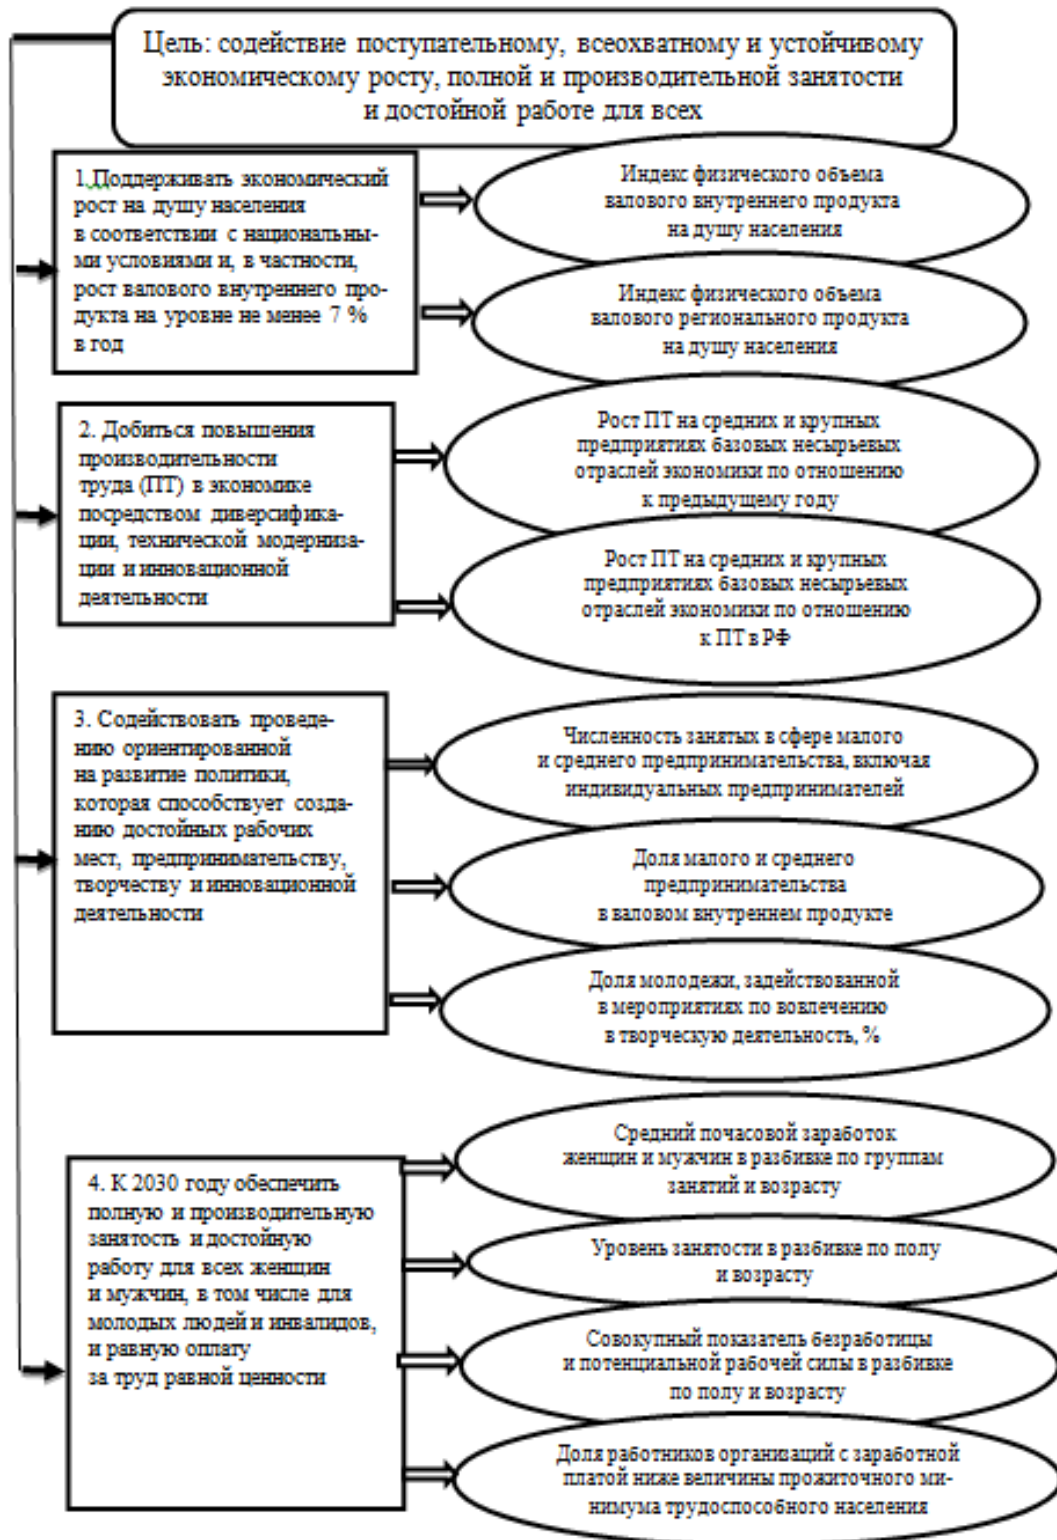 Цель: содействие поступательному, всеохватному и устойчивому
экономическому росту, полной и производительной занятости
и достойной работе для всех
1.Поддерживать экономический
рост на душу населения
в соответствии с национальны-
ми условиями и, в частности,
рост валового внутреннего про-
дукта на уровне не менее 7 %
в год
Индекс физического объема
валового внутреннего продукта
на душу населения
Индекс физического объема
валового регионального продукта
на душу населения
2. Добиться повышения
производительности
труда (ПТ) в экономике
посредством диверсифика-
ции, технической модерниза-
ции и инновационной
деятельности
Рост ПТ на средних и крупных
предприятиях базовых несырьевых
отраслей экономики по отношению
к предыдущему году
Рост ПТ на средних и крупных
предприятиях базовых несырьевых
отраслей экономики по отношению
к ПТ в РФ
3. Содействовать проведе-
нию ориентированной
на развитие политики,
которая способствует созда-
нию достойных рабочих
мест, предпринимательству,
творчеству и инновационной
деятельности
Численность занятых в сфере малого
и среднего предпринимательства, включая
индивидуальных предпринимателей
Доля малого и среднего
предпринимательства
в валовом внутреннем продукте
Доля молодежи, задействованной
в мероприятиях по вовлечению
в творческую деятельность, %
4. К 2030 году обеспечить
полную и производительную
занятость и достойную
работу для всех женщин
и мужчин, в том числе для
молодых людей и инвалидов,
и равную оплату
за труд равной ценности
Средний почасовой заработок
женщин и мужчин в разбивке по группам
занятий и возрасту
Уровень занятости в разбивке по полу
и возрасту
Совокупный показатель безработицы
и потенциальной рабочей силы в разбивке
по полу и возрасту
Доля работников организаций с заработной
платой ниже величины прожиточного ми-
нимума трудоспособного населения